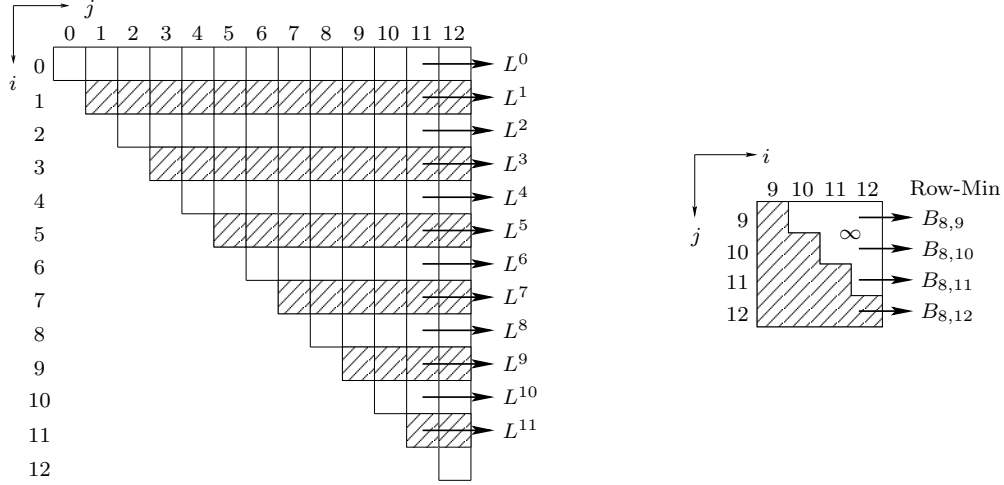 j
0 1 2 3 4 5 6 7 8 9 10 11 12
i
0 L^0
1 L^1
2 L^2
3 L^3
4 L^4
5 L^5
6 L^6
7 L^7
8 L^8
9 L^9
10 L^10
11 L^11
12
i
9 10 11 12 Row-Min
j
9 B_{8,9}
∞
10 B_{8,10}
11 B_{8,11}
12 B_{8,12}